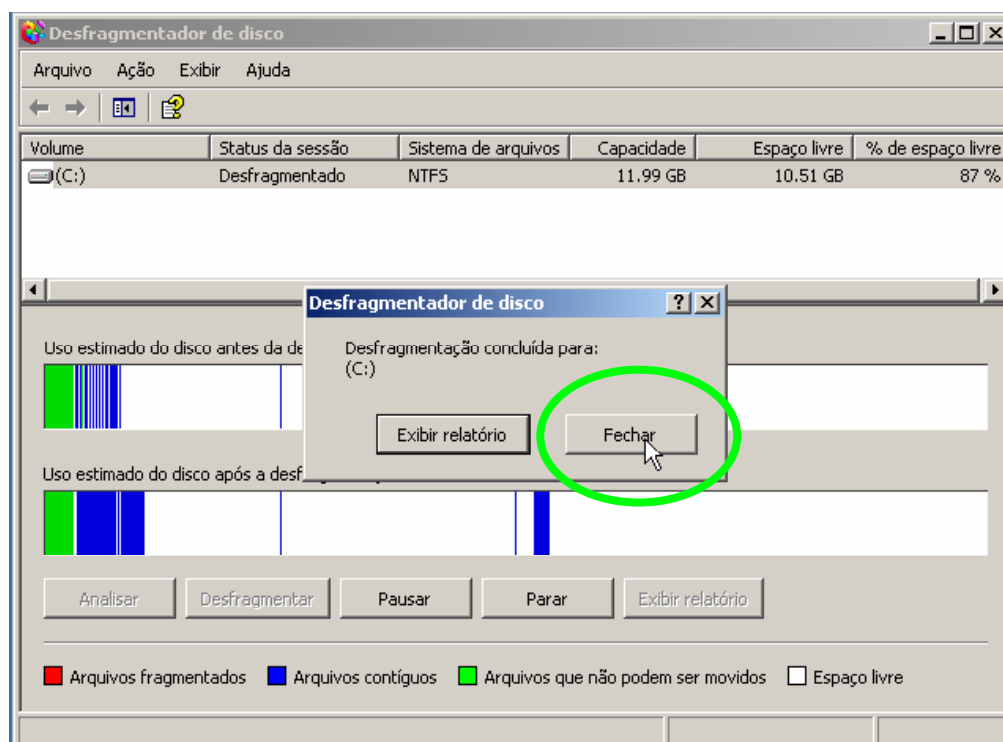 Desfragmentador de disco
Arquivo Ação Exibir Ajuda
Volume Status da sessão Sistema de arquivos Capacidade Espaço livre % de espaço livre
(C:) Desfragmentado NTFS 11.99 GB 10.51 GB 87 %
Desfragmentador de disco
Desfragmentação concluída para:
(C:)
Exibir relatório Fechar
Uso estimado do disco antes da de
Uso estimado do disco após a desf
Analisar Desfragmentar Pausar Parar Exibir relatório
Arquivos fragmentados Arquivos contíguos Arquivos que não podem ser movidos Espaço livre